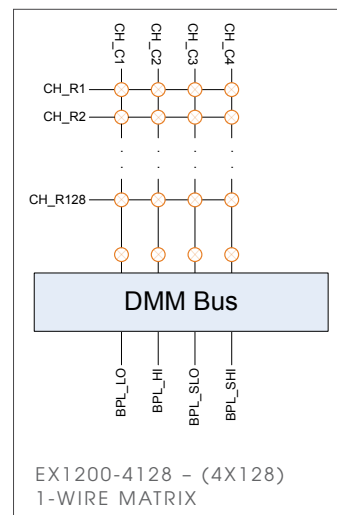 CH_C1 CH_C2 CH_C3 CH_C4
CH_R1
CH_R2
CH_R128
DMM Bus
BPL_LO BPL_HI BPL_SLO BPL_SHI
EX1200-4128 – (4X128)
1-WIRE MATRIX